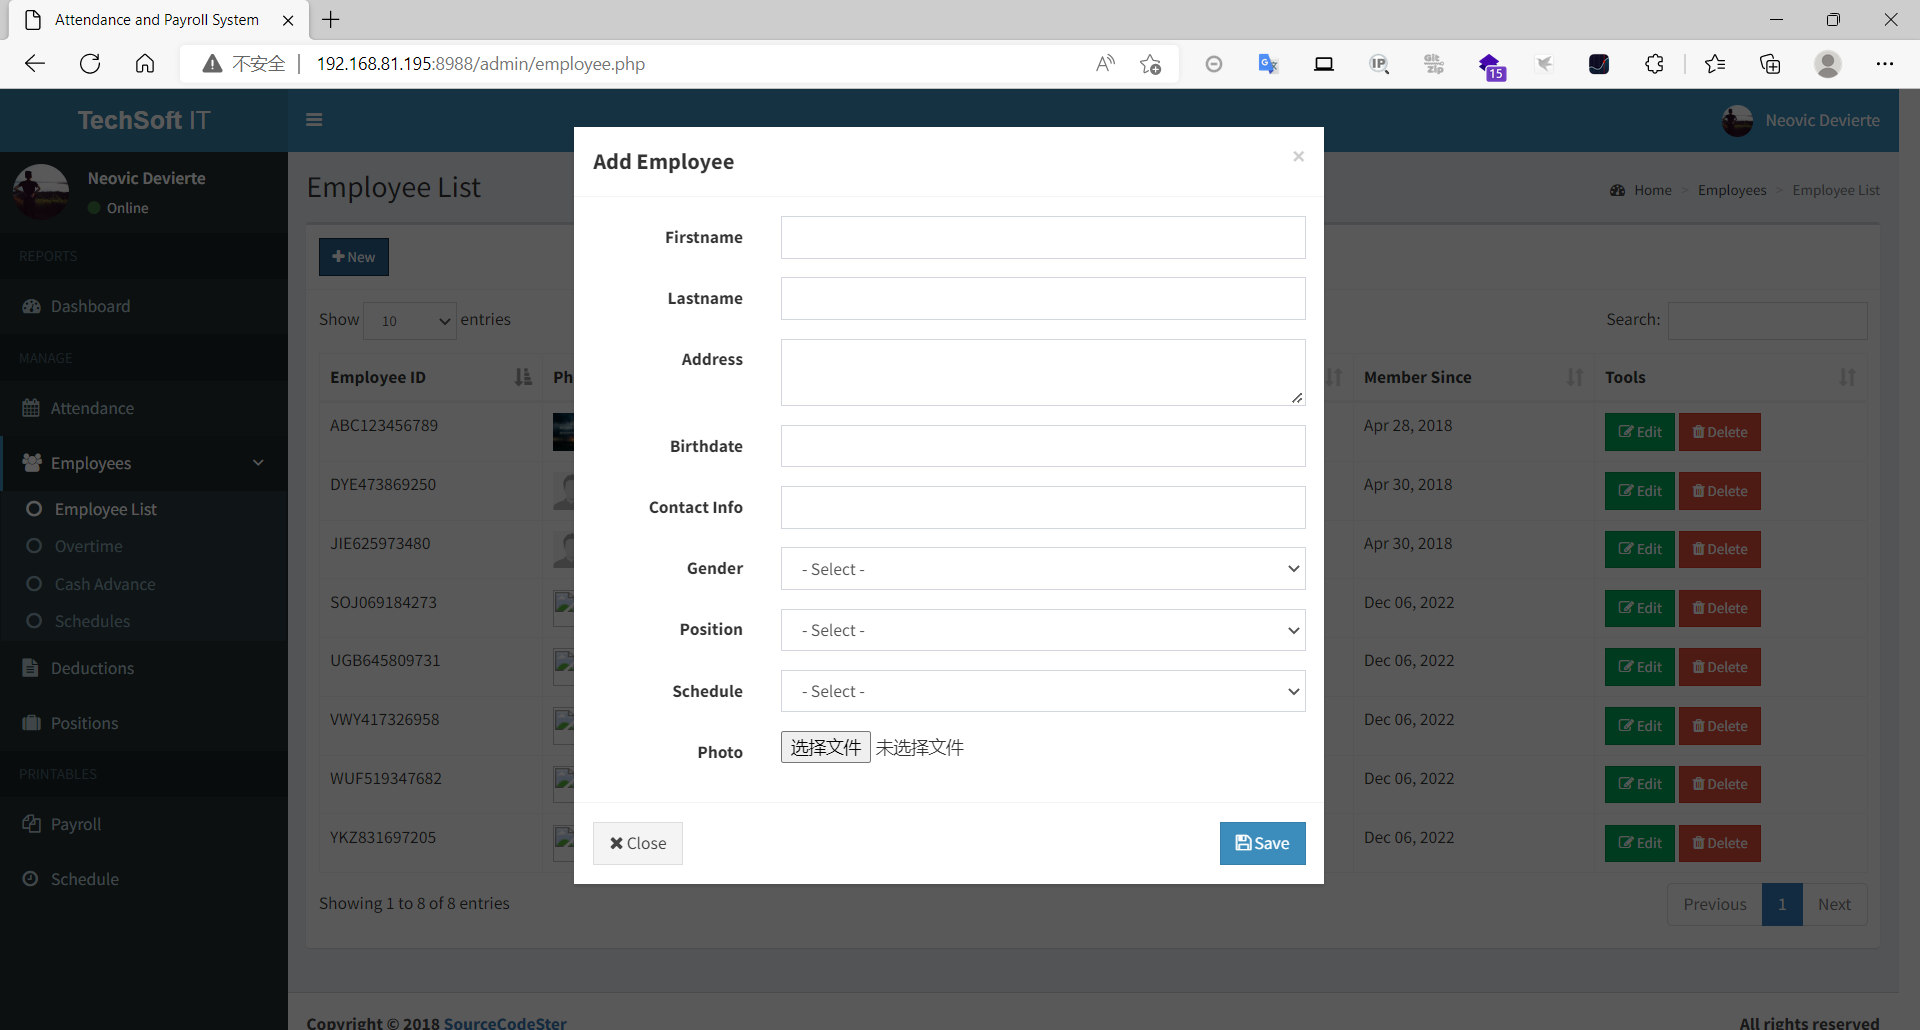 Attendance and Payroll System
不安全 192.168.81.195:8988/admin/employee.php
15
TechSoft IT
Neovic Devierte
Neovic Devierte
Online
REPORTS
Dashboard
MANAGE
Attendance
Employees
Employee List
Overtime
Cash Advance
Schedules
Deductions
Positions
PRINTABLES
Payroll
Schedule
Employee List
Home > Employees > Employee List
New
Show 10 entries
Search:
Employee ID Ph Member Since Tools
ABC123456789 Apr 28, 2018 Edit Delete
DYE473869250 Apr 30, 2018 Edit Delete
JIE625973480 Apr 30, 2018 Edit Delete
SOJ069184273 Dec 06, 2022 Edit Delete
UGB645809731 Dec 06, 2022 Edit Delete
VWY417326958 Dec 06, 2022 Edit Delete
WUF519347682 Dec 06, 2022 Edit Delete
YKZ831697205 Dec 06, 2022 Edit Delete
Showing 1 to 8 of 8 entries
Previous 1 Next
Add Employee
×
Firstname
Lastname
Address
Birthdate
Contact Info
Gender - Select -
Position - Select -
Schedule - Select -
Photo 选择文件 未选择文件
Close Save
Copyright © 2018 SourceCodeSter
All rights reserved